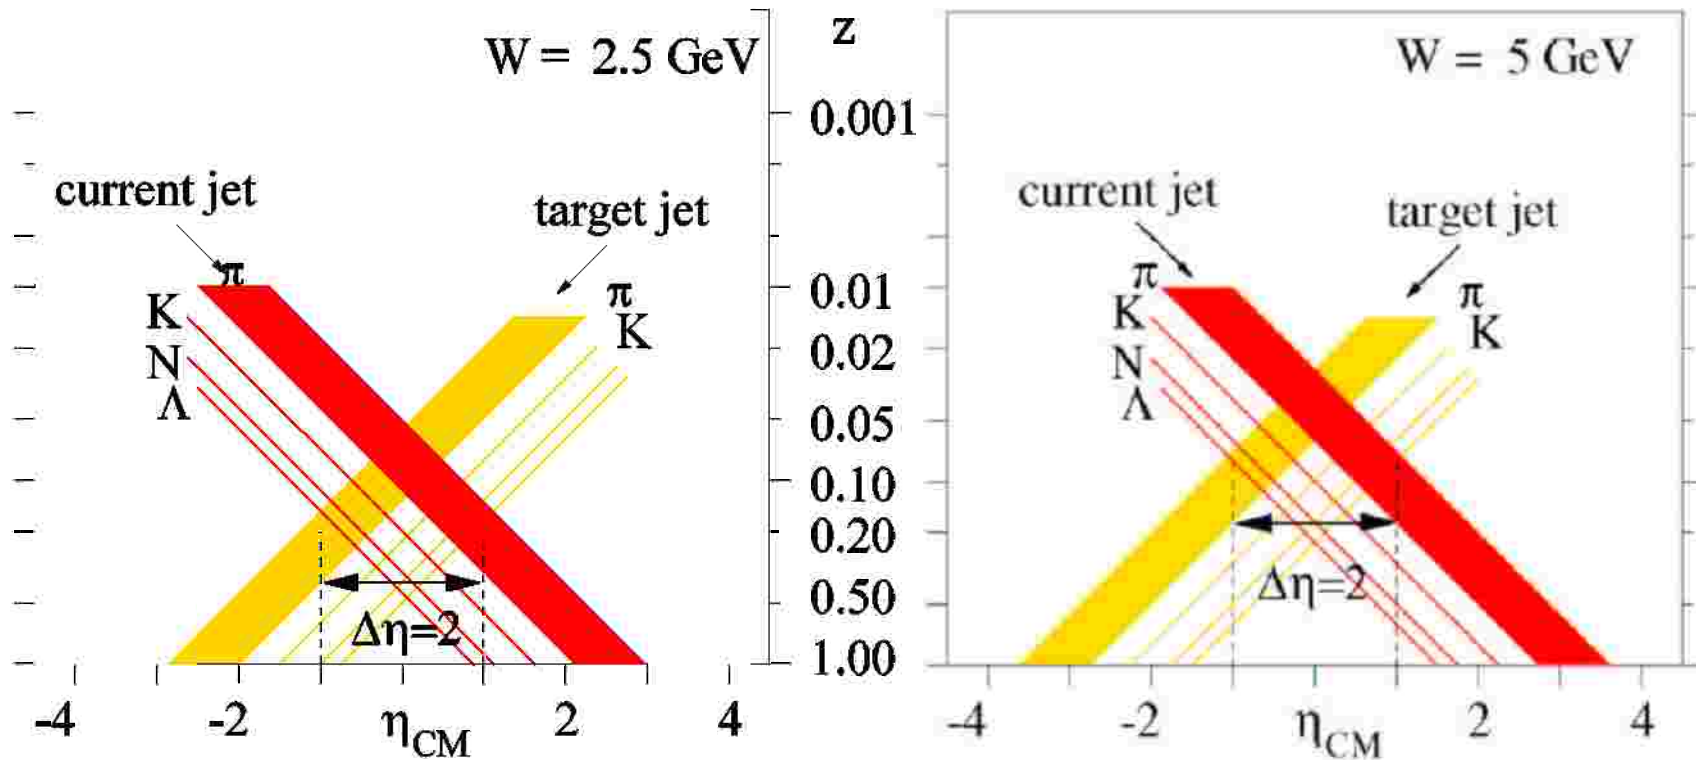 W = 2.5 GeV
z
W = 5 GeV
0.001
current jet
target jet
current jet
target jet
π
π
π
π
K
K
K
K
N
N
Λ
Λ
0.01
0.02
0.05
0.10
0.20
0.50
1.00
Δη=2
Δη=2
-4 -2 ηCM 2 4
-4 -2 ηCM 2 4